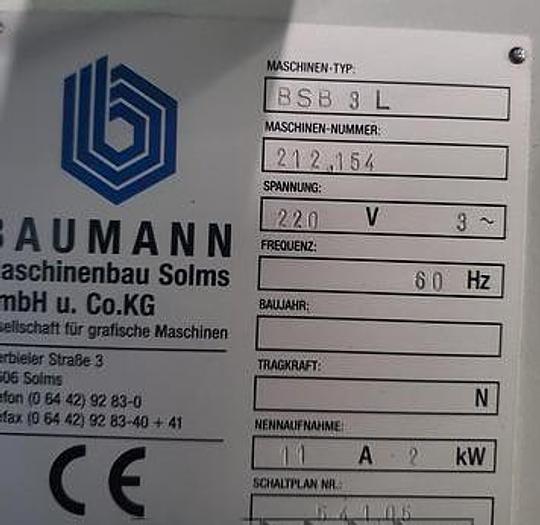 MASCHINEN-TYP:
BSB 3 L
MASCHINEN-NUMMER:
212.154
SPANNUNG:
220 V 3 ~
FREQUENZ:
60 Hz
BAUJAHR:
TRAGKRAFT:
N
NENNAUFNAHME:
11 A 2 kW
SCHALTPLAN NR.:
BAUMANN
aschinenbau Solms
mbH u. Co.KG
sellschaft für grafische Maschinen
erbieler Straße 3
606 Solms
efon (0 64 42) 92 83-0
efax (0 64 42) 92 83-40 + 41
CE